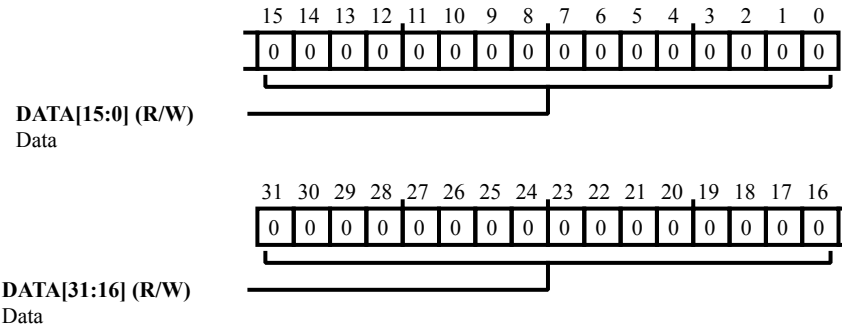 15 14 13 12 11 10 9 8 7 6 5 4 3 2 1 0
0 0 0 0 0 0 0 0 0 0 0 0 0 0 0 0
DATA[15:0] (R/W)
Data
31 30 29 28 27 26 25 24 23 22 21 20 19 18 17 16
0 0 0 0 0 0 0 0 0 0 0 0 0 0 0 0
DATA[31:16] (R/W)
Data